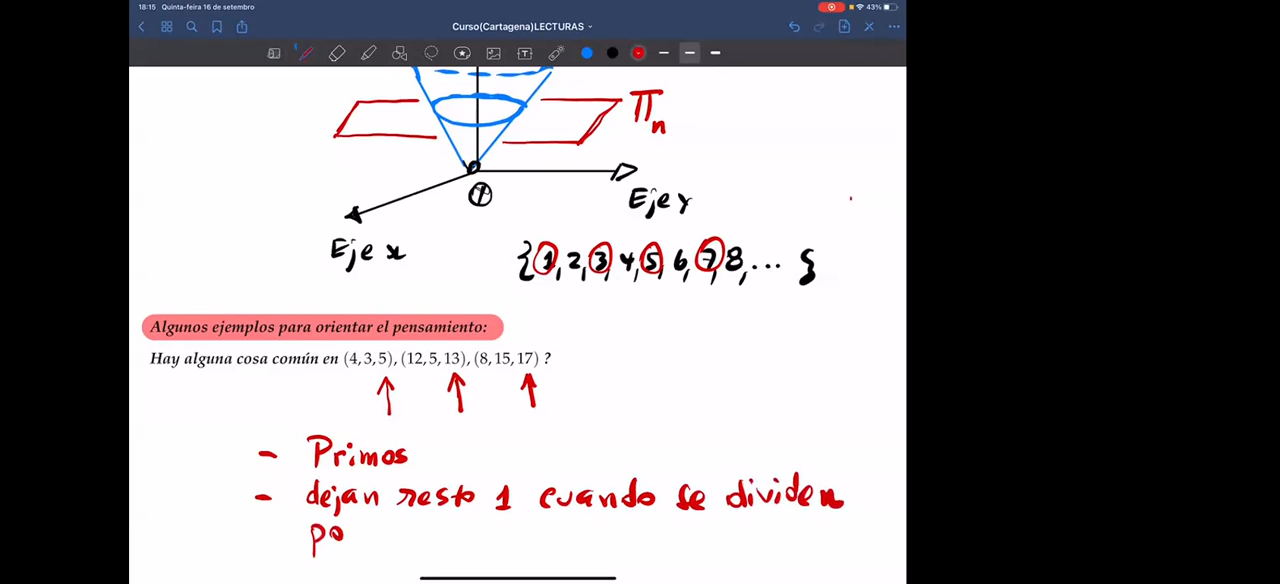 18:15 Quinta-feira 16 de setembro
43%
Curso(Cartagena)LECTURAS
Πn
Eje Y
Eje x
{1, 2, 3, 4, 5, 6, 7, 8, ... }
Algunos ejemplos para orientar el pensamiento:
Hay alguna cosa común en (4, 3, 5), (12, 5, 13), (8, 15, 17) ?
- Primos
- dejan resto 1 cuando se dividen
po